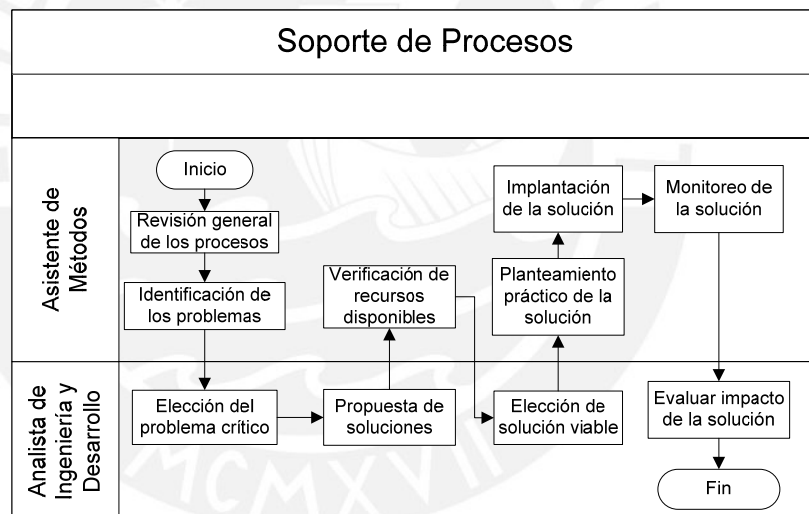 Soporte de Procesos
Asistente de
Métodos
Inicio
Revisión general
de los procesos
Identificación de
los problemas
Verificación de
recursos
disponibles
Implantación
de la solución
Planteamiento
práctico de la
solución
Monitoreo de
la solución
Analista de
Ingeniería y
Desarrollo
Elección del
problema crítico
Propuesta de
soluciones
Elección de
solución viable
Evaluar impacto
de la solución
Fin
MCMXVII